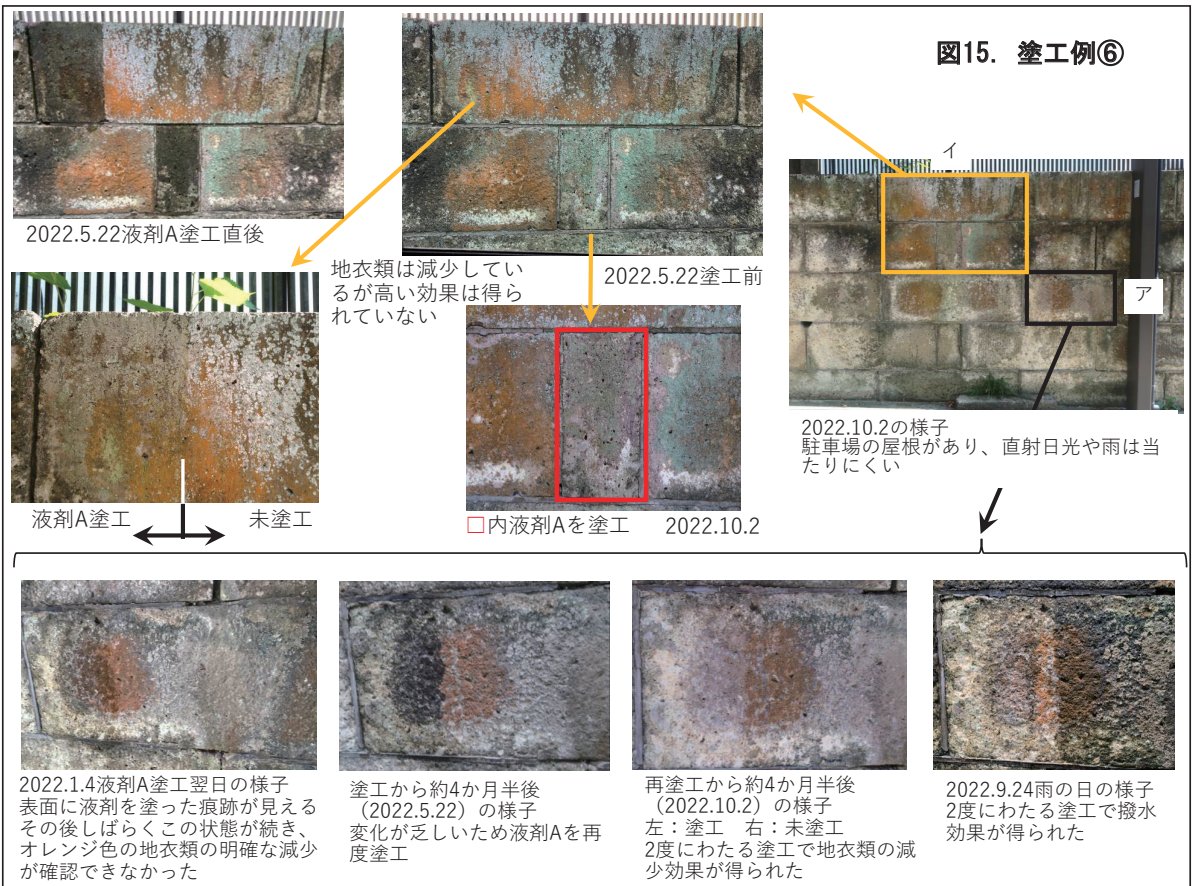 図15. 塗工例⑥
2022.5.22液剤A塗工直後
地衣類は減少してい
るが高い効果は得ら
れていない
2022.5.22塗工前
イ
ア
2022.10.2の様子
駐車場の屋根があり、直射日光や雨は当
たりにくい
液剤A塗工 未塗工
□内液剤Aを塗工 2022.10.2
2022.1.4液剤A塗工翌日の様子
表面に液剤を塗った痕跡が見える
その後しばらくこの状態が続き、
オレンジ色の地衣類の明確な減少
が確認できなかった
塗工から約4か月半後
（2022.5.22）の様子
変化が乏しいため液剤Aを再
度塗工
再塗工から約4か月半後
（2022.10.2）の様子
左：塗工 右：未塗工
2度にわたる塗工で地衣類の減
少効果が得られた
2022.9.24雨の日の様子
2度にわたる塗工で撥水
効果が得られた